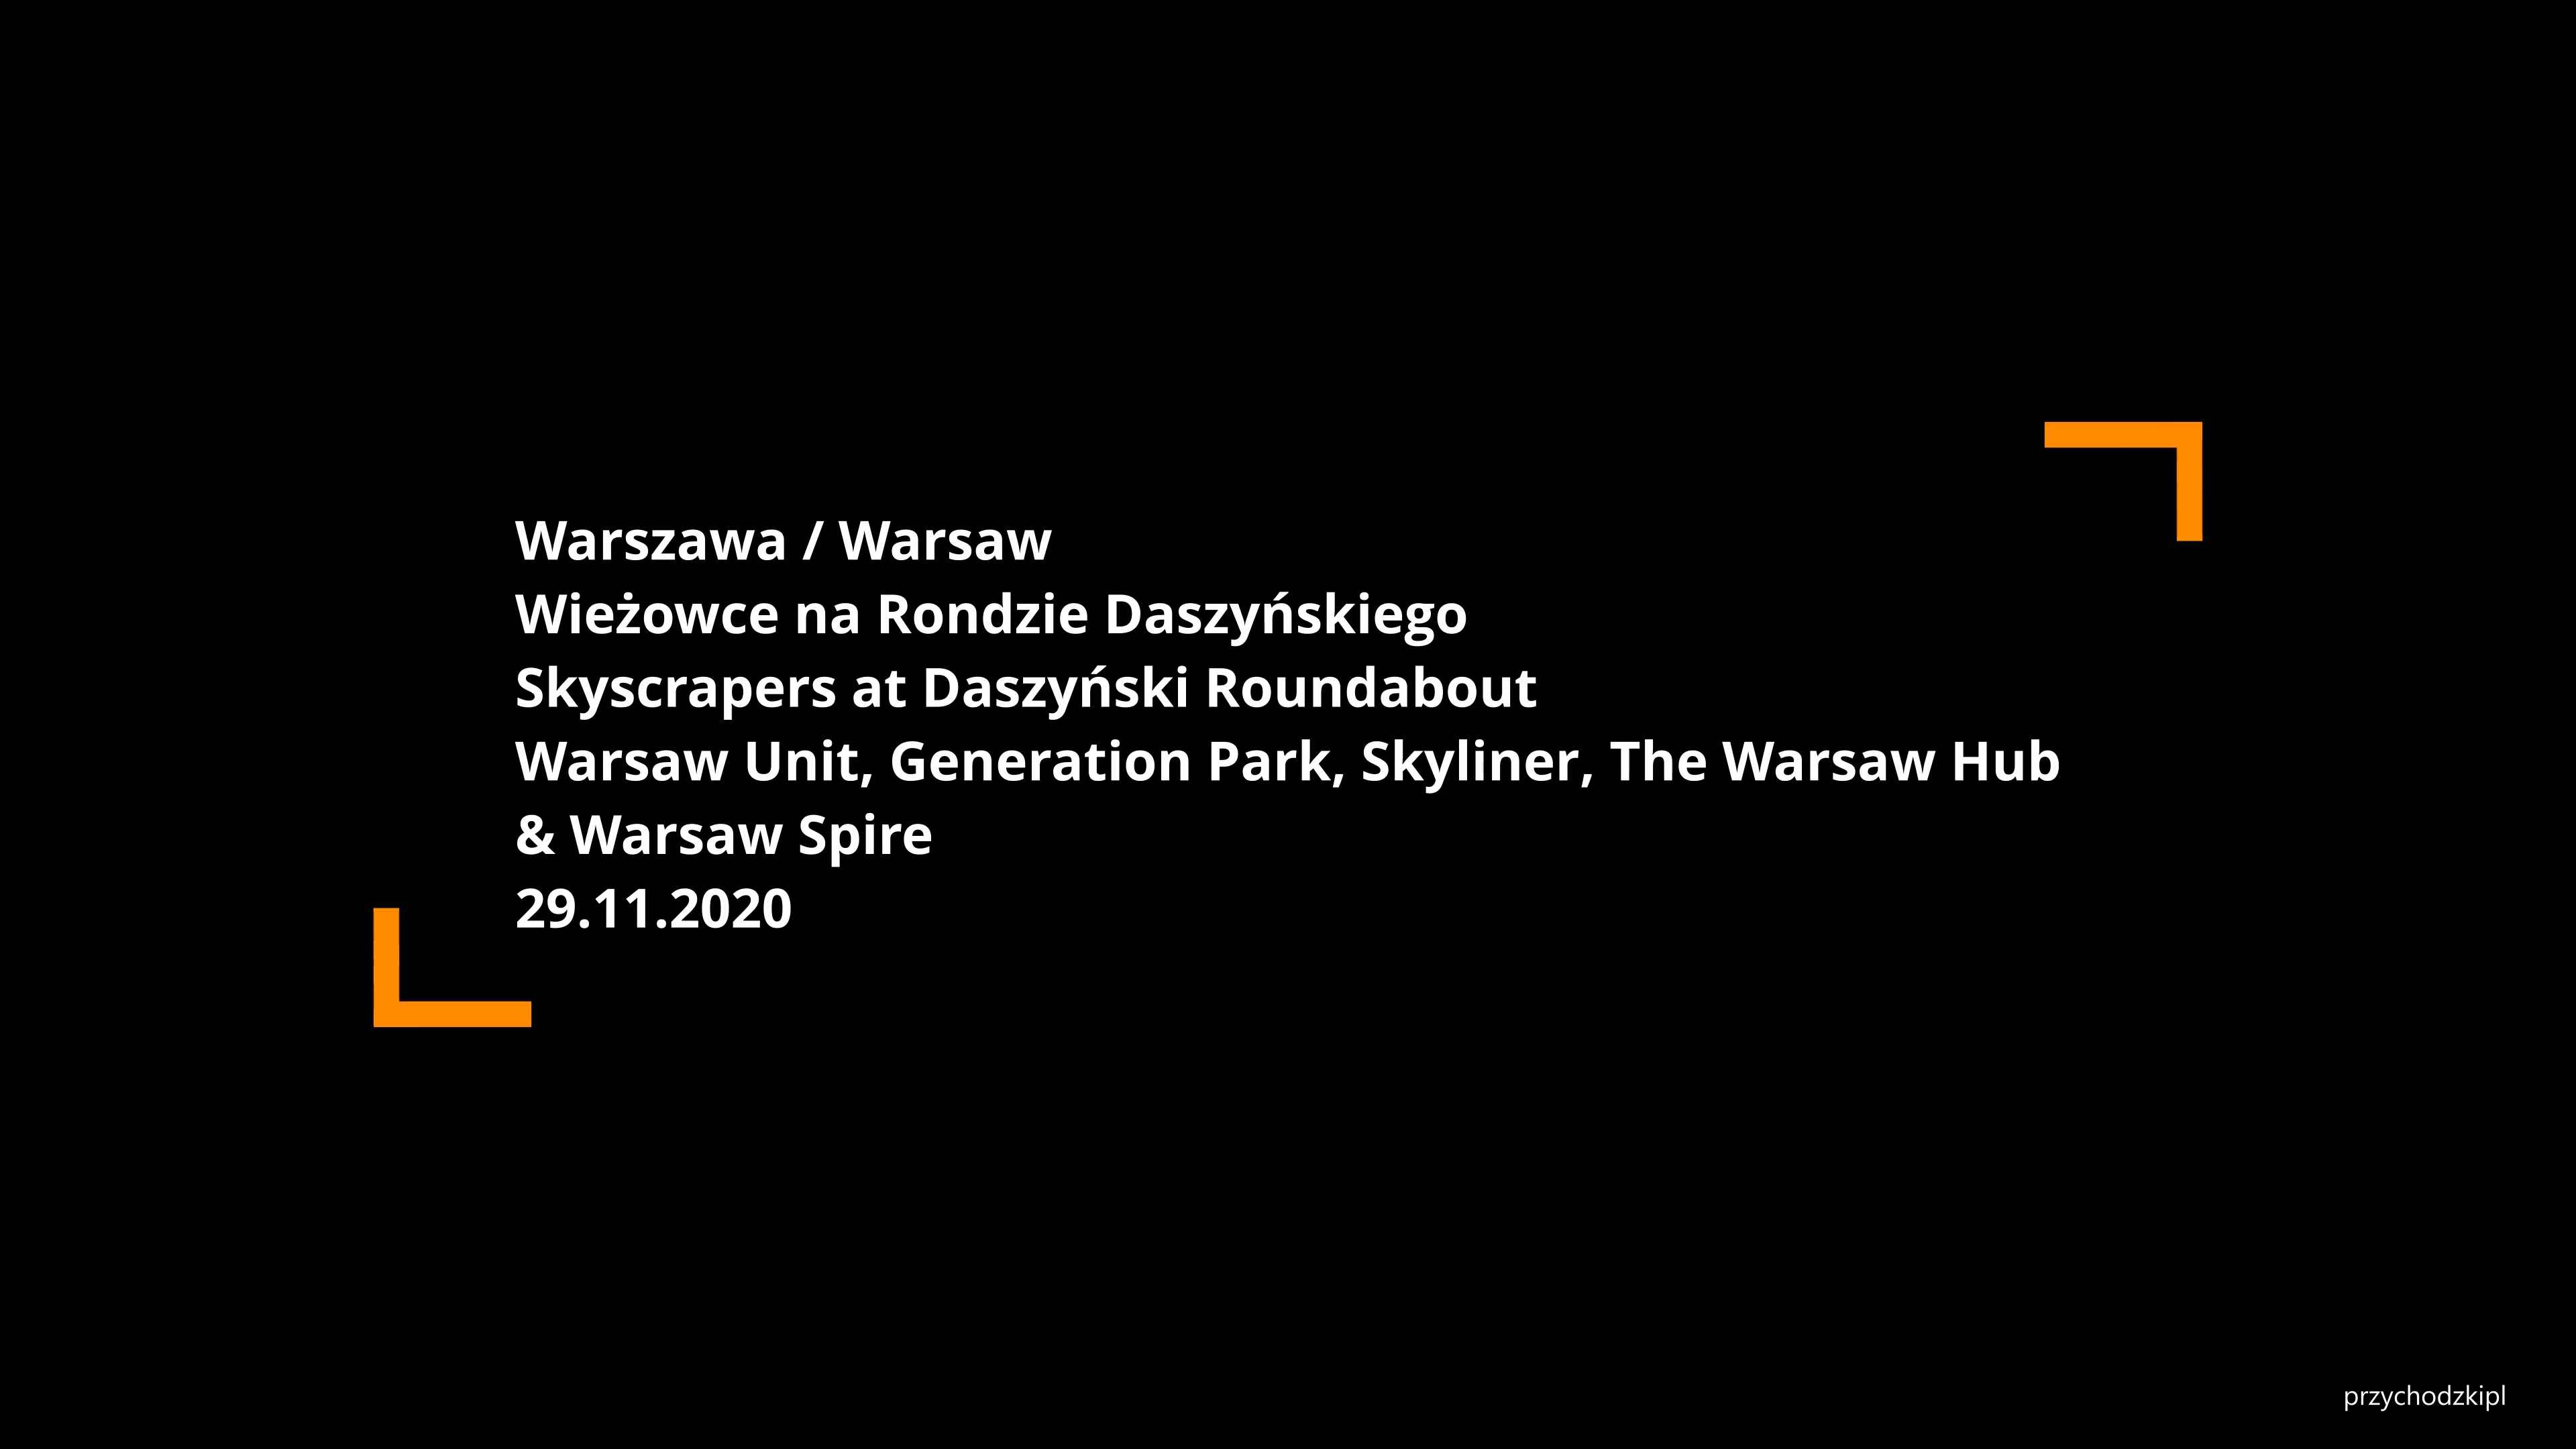 Warszawa / Warsaw
Wieżowce na Rondzie Daszyńskiego
Skyscrapers at Daszyński Roundabout
Warsaw Unit, Generation Park, Skyliner, The Warsaw Hub
& Warsaw Spire
29.11.2020
przychodzkipl